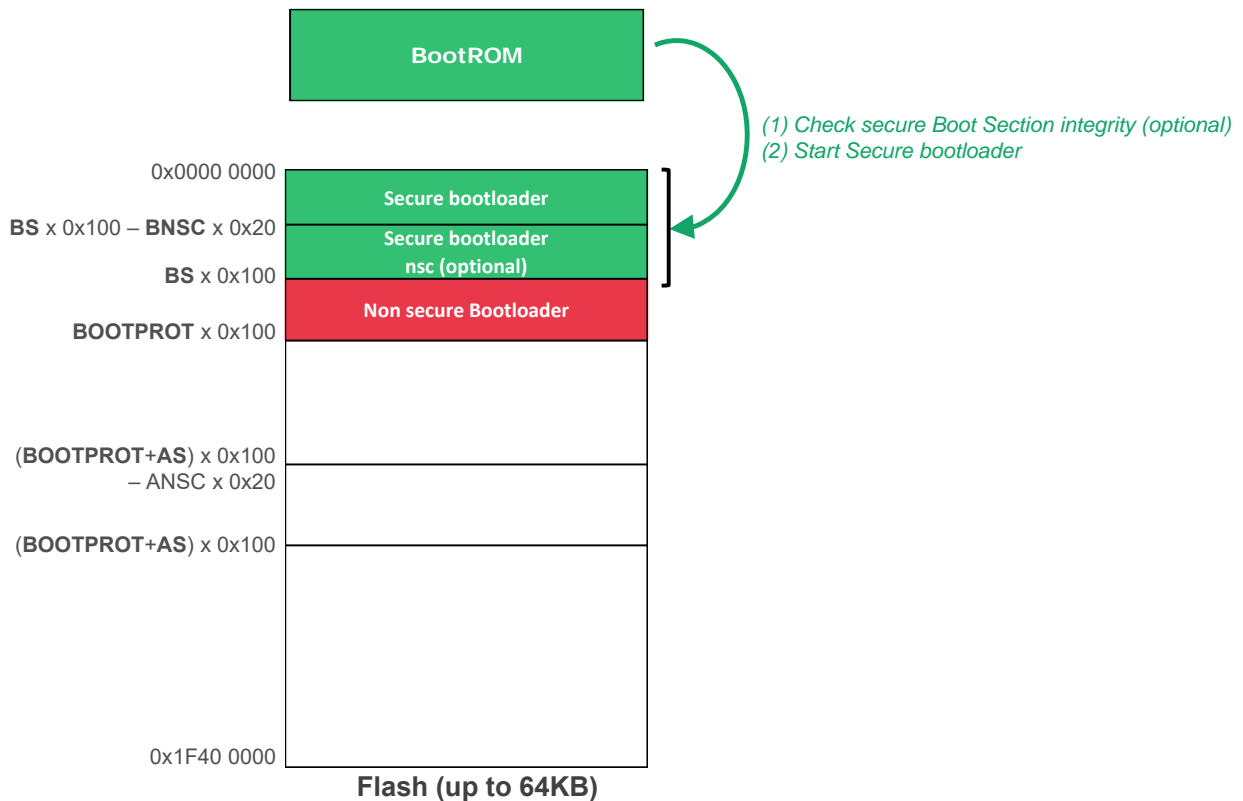 BootROM
(1) Check secure Boot Section integrity (optional)
(2) Start Secure bootloader
0x0000 0000
Secure bootloader
BS x 0x100 – BNSC x 0x20
Secure bootloader
nsc (optional)
BS x 0x100
Non secure Bootloader
BOOTPROT x 0x100
(BOOTPROT+AS) x 0x100
– ANSC x 0x20
(BOOTPROT+AS) x 0x100
0x1F40 0000
Flash (up to 64KB)